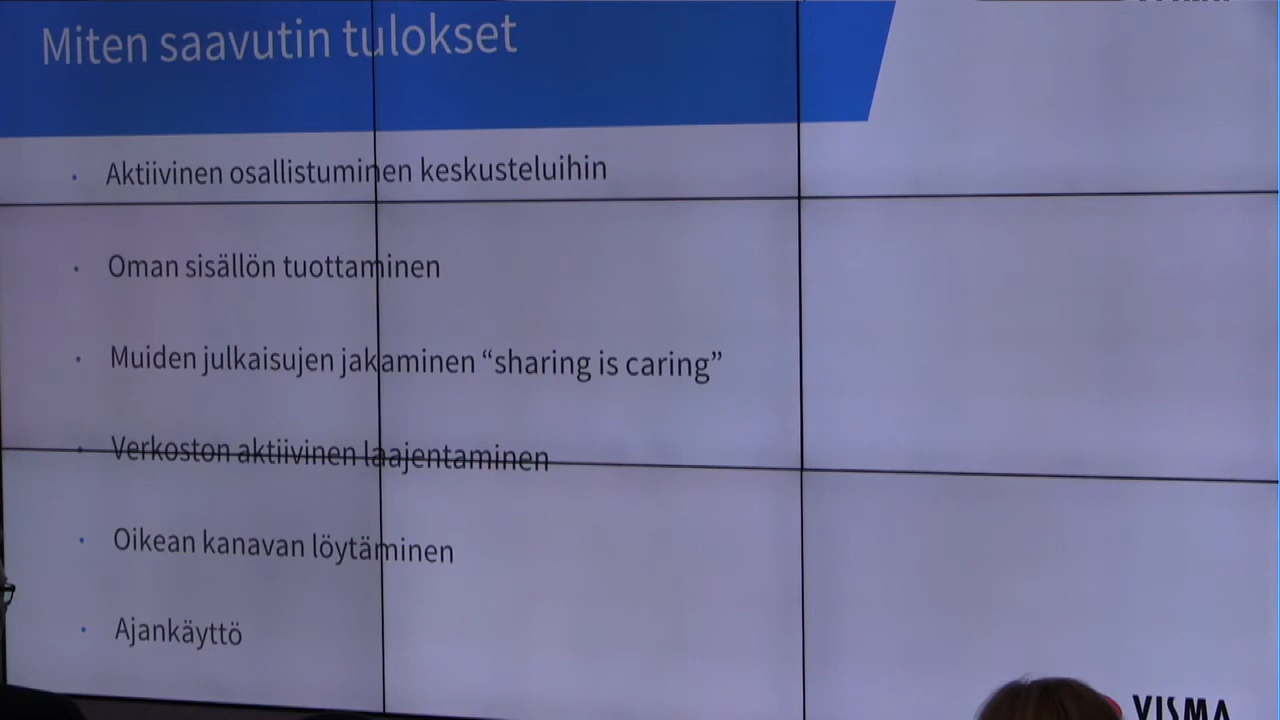 Miten saavutin tulokset
Aktiivinen osallistuminen keskusteluihin
Oman sisällön tuottaminen
Muiden julkaisujen jakaminen “sharing is caring”
Verkoston aktiivinen laajentaminen
Oikean kanavan löytäminen
Ajankäyttö
VISMA